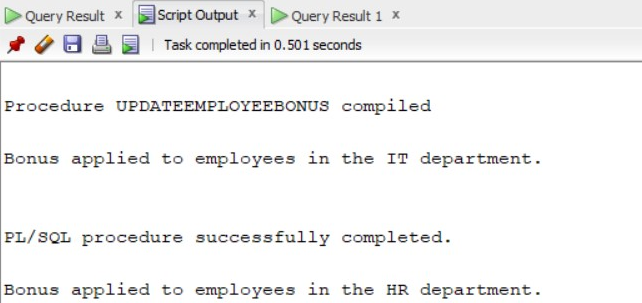 Query Result x Script Output x Query Result 1 x
Task completed in 0.501 seconds
Procedure UPDATEEMPLOYEEBONUS compiled
Bonus applied to employees in the IT department.
PL/SQL procedure successfully completed.
Bonus applied to employees in the HR department.